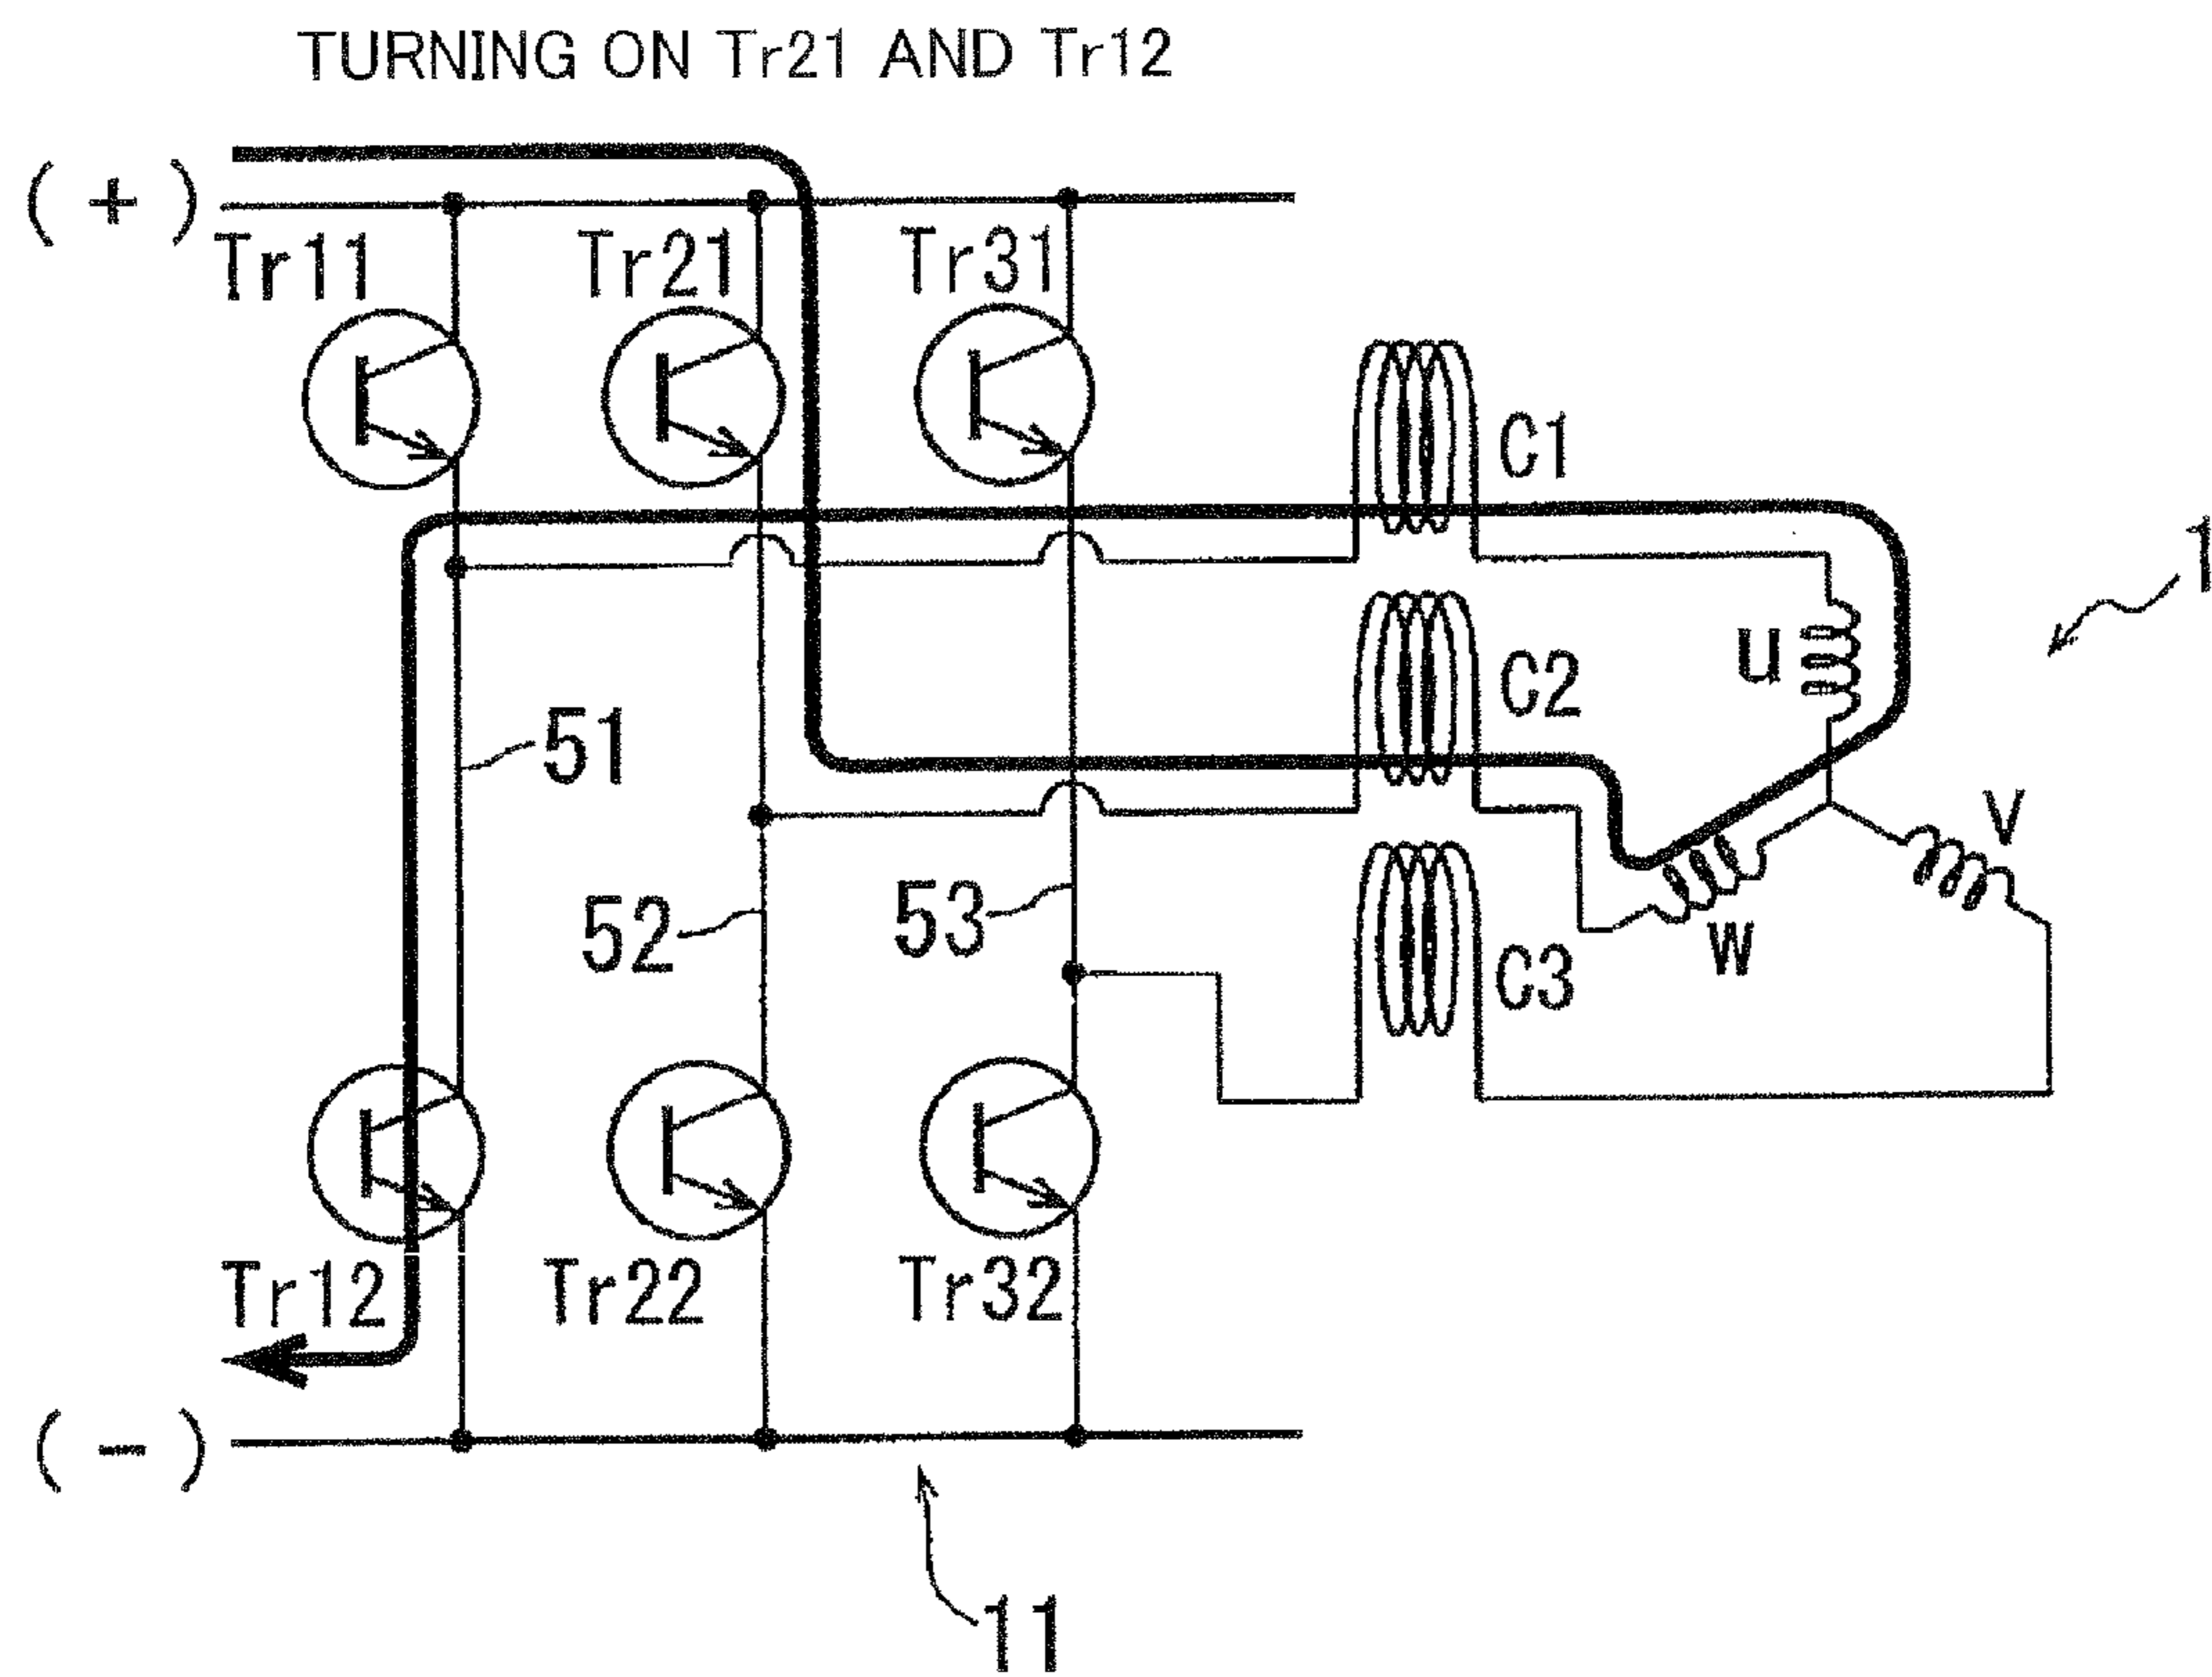 TURNING ON Tr21 AND Tr12
(+)
Tr11
Tr21
Tr31
C1
1
u
C2
51
v
52
53
w
C3
Tr12
Tr22
Tr32
(-)
11